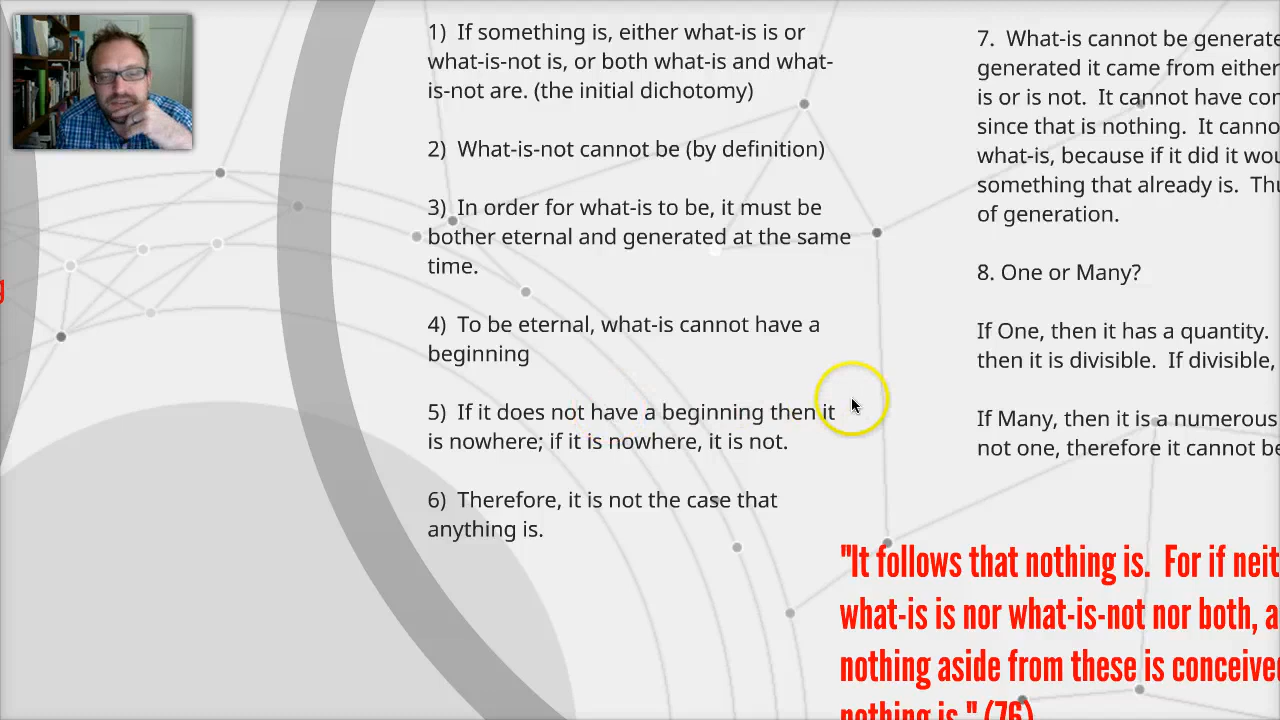 1)  If something is, either what-is is or
what-is-not is, or both what-is and what-
is-not are. (the initial dichotomy)
2)  What-is-not cannot be (by definition)
3)  In order for what-is to be, it must be
bother eternal and generated at the same
time.
4)  To be eternal, what-is cannot have a
beginning
5)  If it does not have a beginning then it
is nowhere; if it is nowhere, it is not.
6)  Therefore, it is not the case that
anything is.
7.  What-is cannot be generate
generated it came from either
is or is not.  It cannot have con
since that is nothing.  It canno
what-is, because if it did it wou
something that already is.  Thu
of generation.
8. One or Many?
If One, then it has a quantity.
then it is divisible.  If divisible,
If Many, then it is a numerous
not one, therefore it cannot be
"It follows that nothing is.  For if neit
what-is is nor what-is-not nor both, a
nothing aside from these is conceive
nothing is." (76)